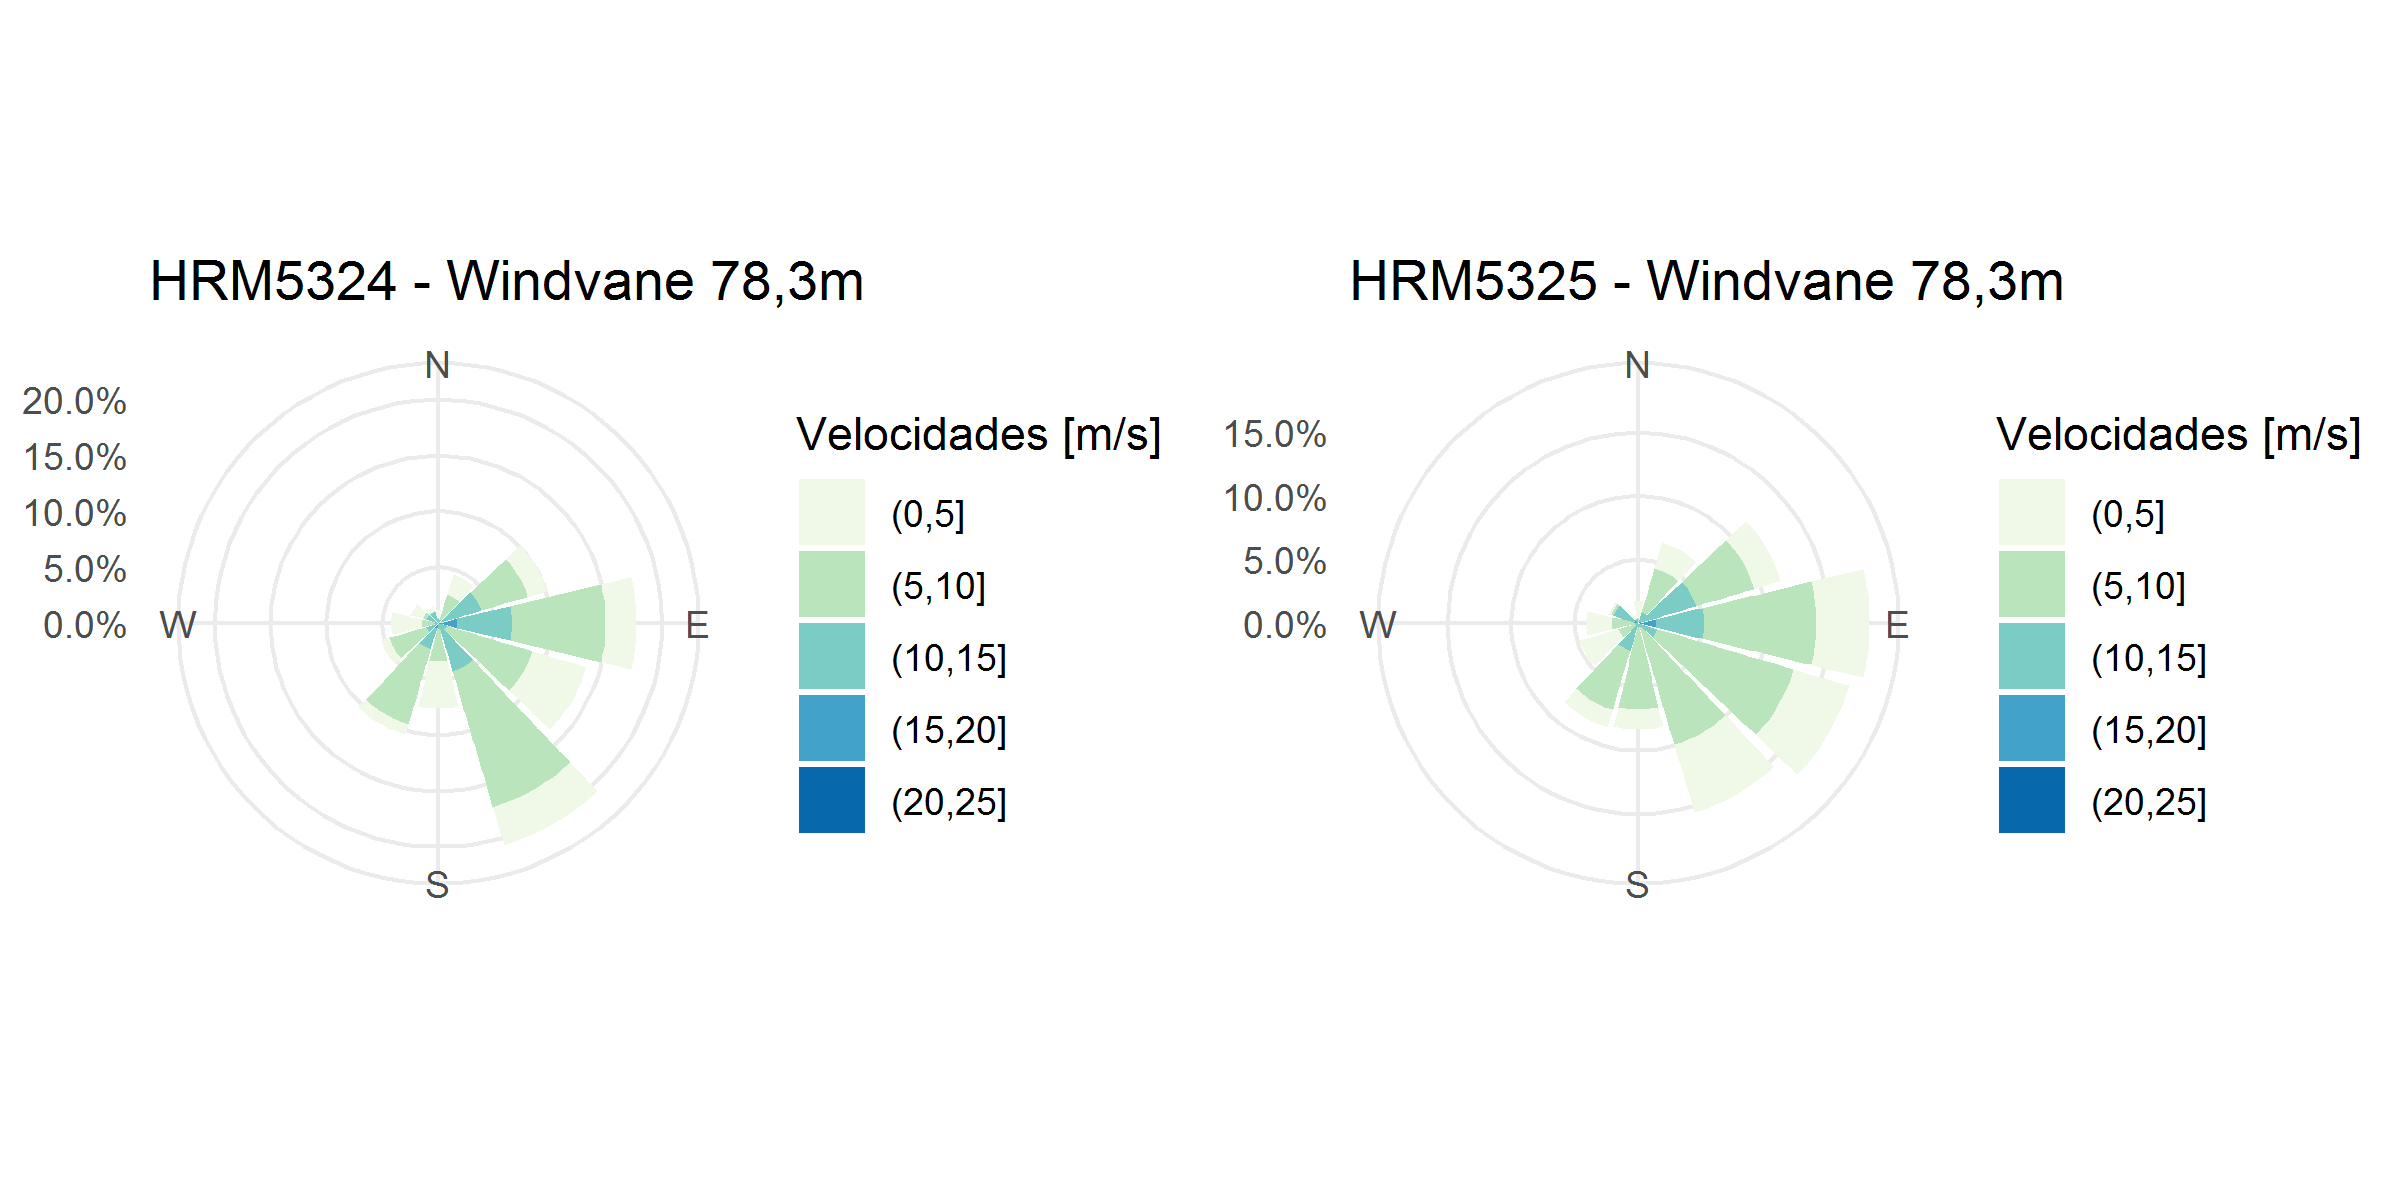 HRM5324 - Windvane 78,3m
N
20.0%
15.0%
10.0%
5.0%
0.0%
W
E
S
Velocidades [m/s]
(0,5]
(5,10]
(10,15]
(15,20]
(20,25]
HRM5325 - Windvane 78,3m
N
15.0%
10.0%
5.0%
0.0%
W
E
S
Velocidades [m/s]
(0,5]
(5,10]
(10,15]
(15,20]
(20,25]